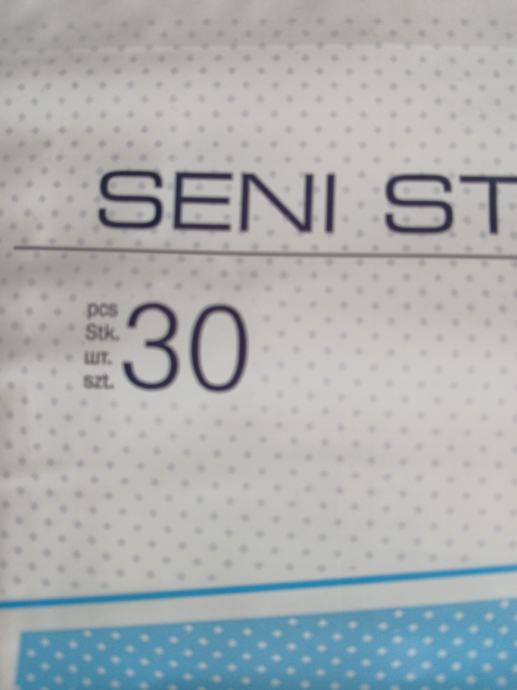 SENI ST
pcs
Stk.
шт.
szt.
30